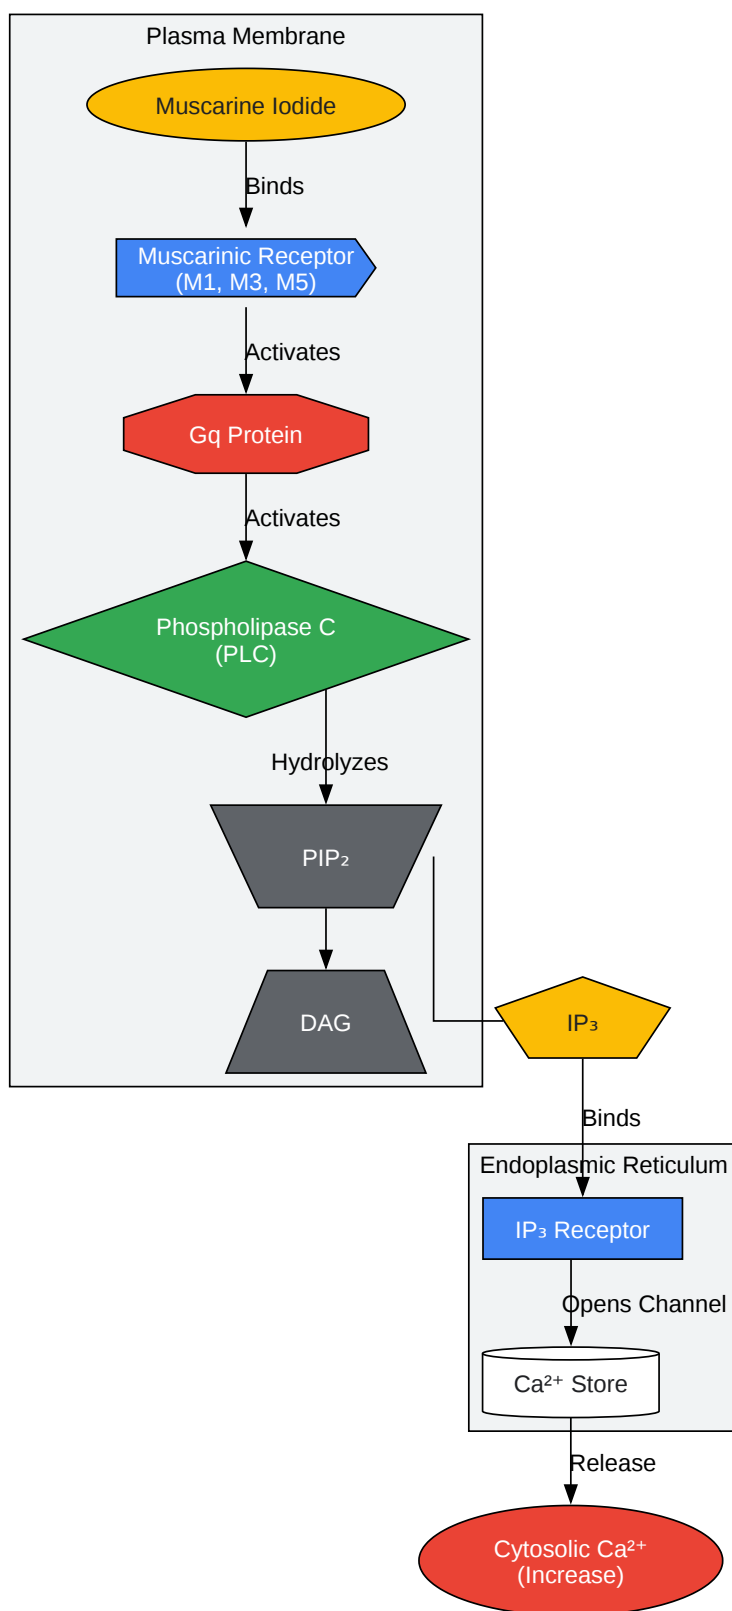 Plasma Membrane
Muscarine Iodide
Binds
Muscarinic Receptor
(M1, M3, M5)
Activates
Gq Protein
Activates
Phospholipase C
(PLC)
Hydrolyzes
PIP₂
DAG
IP₃
Binds
Endoplasmic Reticulum
IP₃ Receptor
Opens Channel
Ca²⁺ Store
Release
Cytosolic Ca²⁺
(Increase)